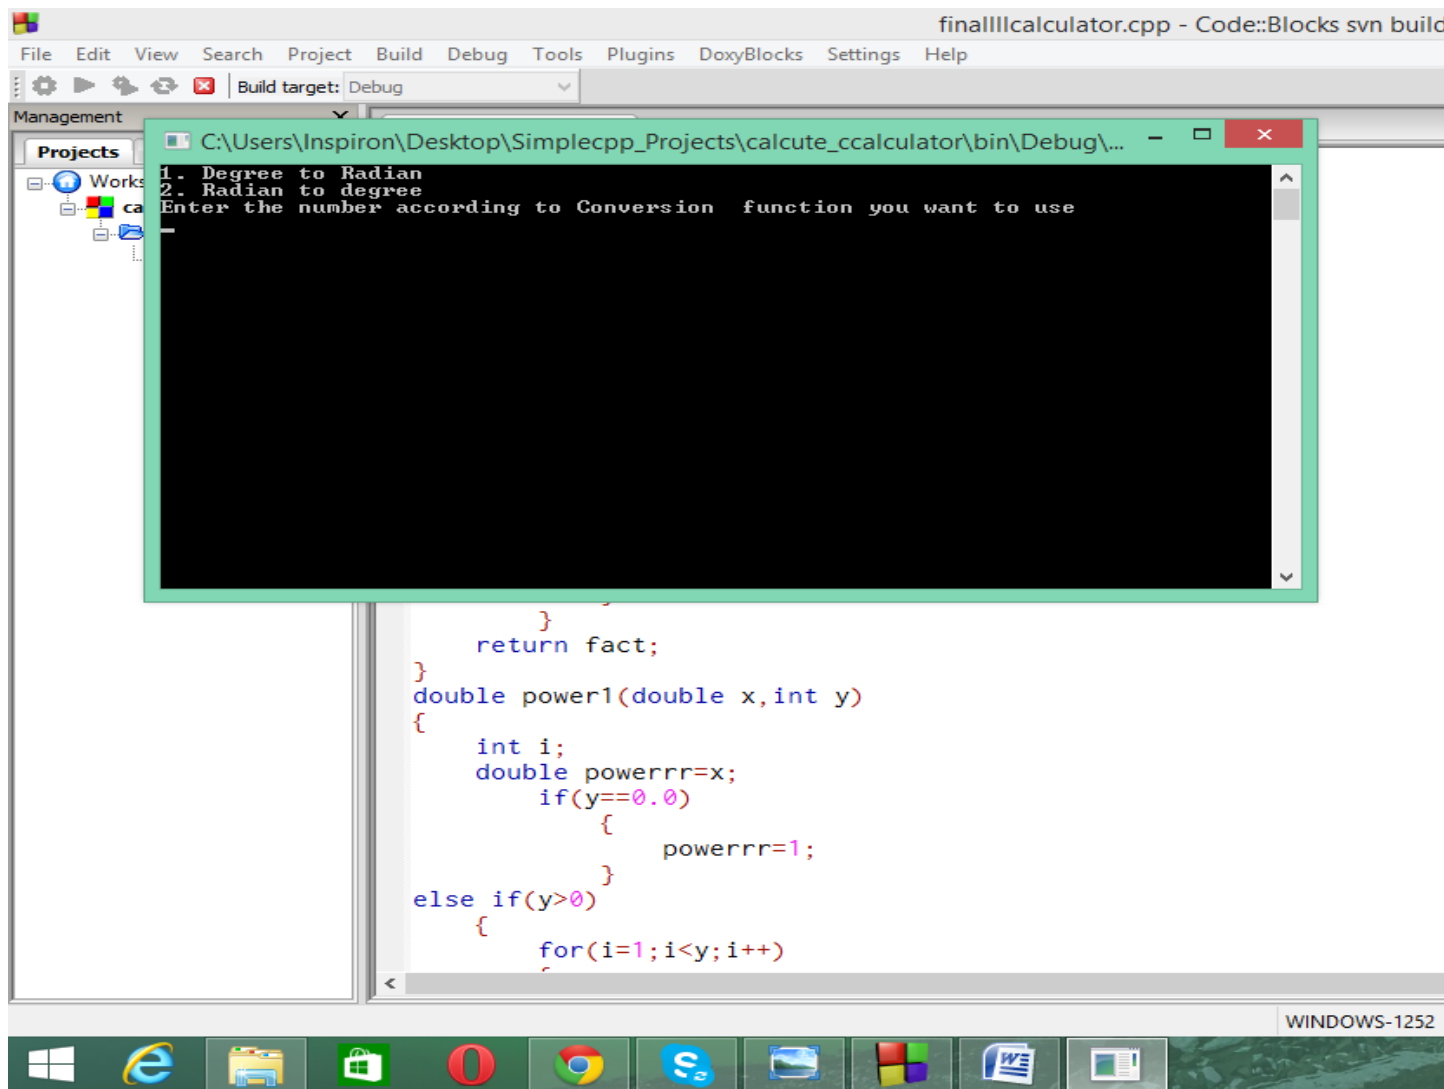 finallllcalculator.cpp - Code::Blocks svn build
File Edit View Search Project Build Debug Tools Plugins DoxyBlocks Settings Help
Build target: Debug
Management
Projects
C:\Users\Inspiron\Desktop\Simplecpp_Projects\calcute_ccalculator\bin\Debug\...
Works
ca
1. Degree to Radian
2. Radian to degree
Enter the number according to Conversion  function you want to use
}
return fact;
}
double power1(double x,int y)
{
int i;
double powerrr=x;
if(y==0.0)
{
powerrr=1;
}
else if(y>0)
{
for(i=1;i<y;i++)
WINDOWS-1252